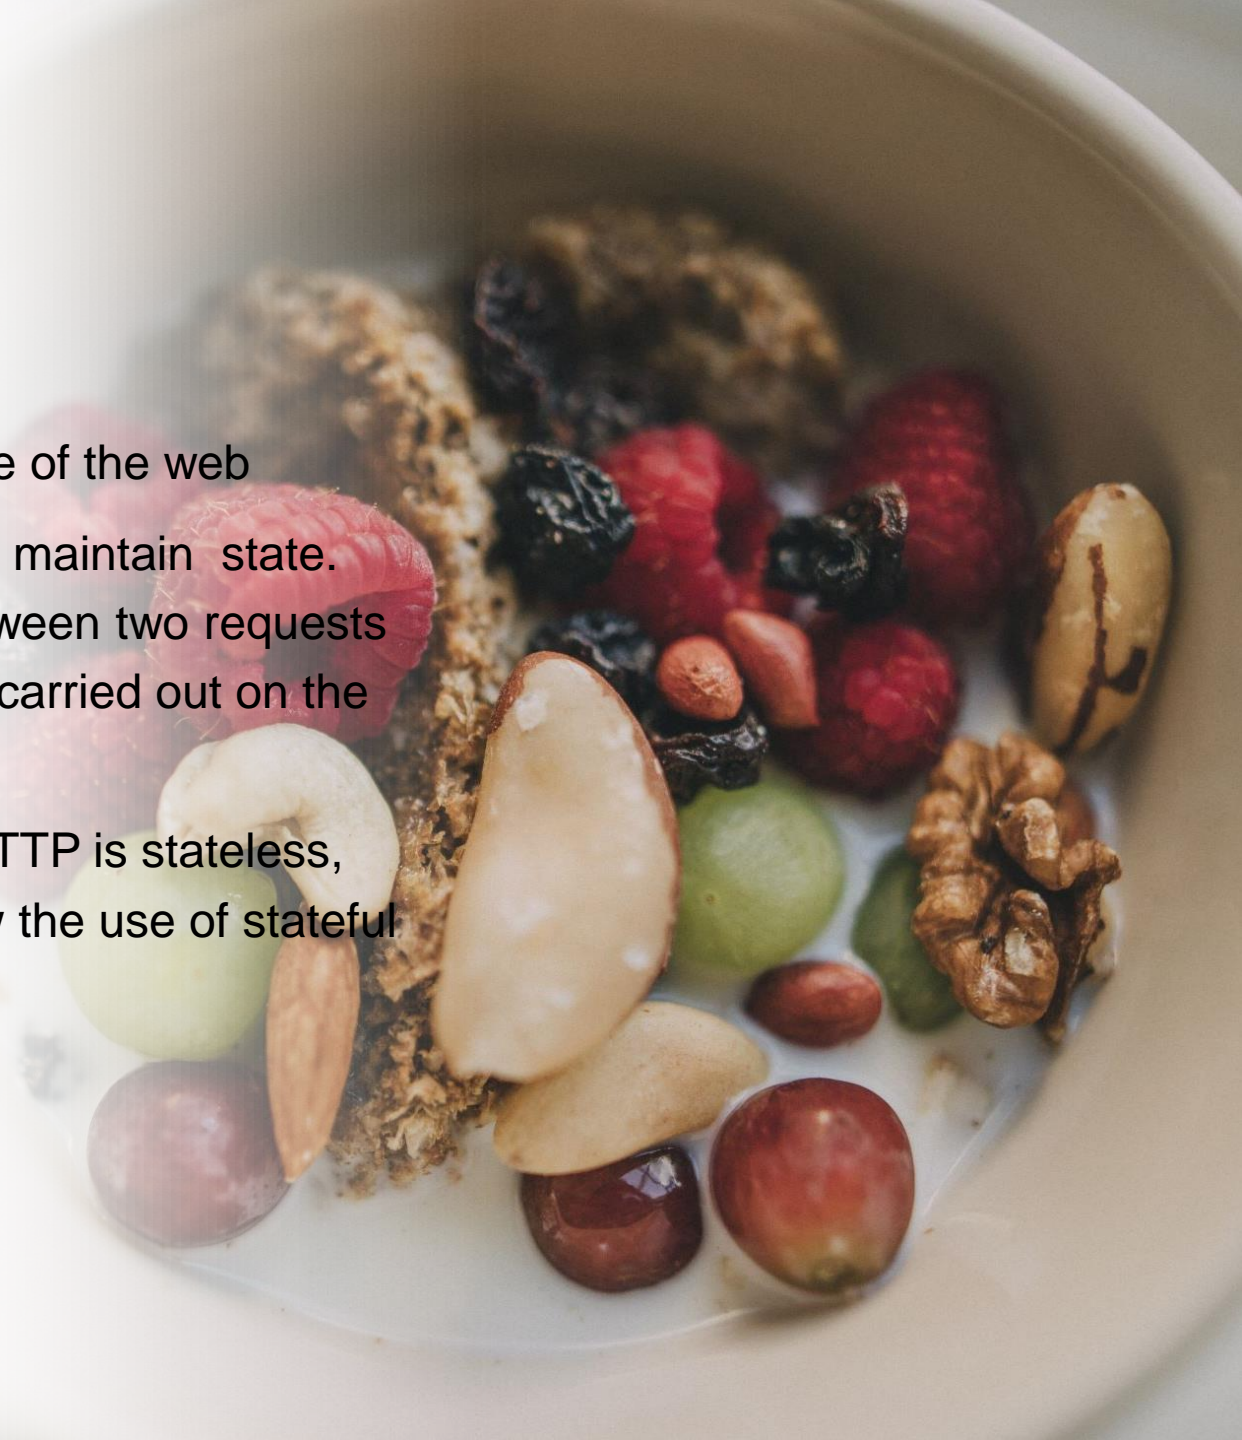 e of the web
maintain state.
ween two requests
carried out on the
TTP is stateless,
the use of stateful